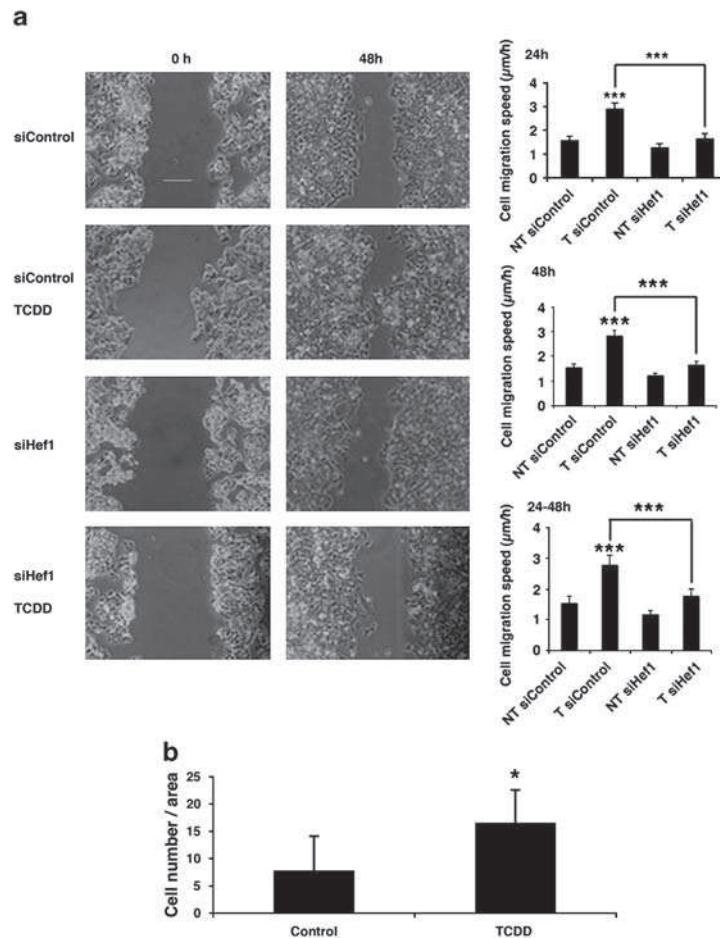 a
0 h
48h
siControl
siControl
TCDD
siHef1
siHef1
TCDD
24h
***
***
Cell migration speed (µm/h)
4
3
2
1
0
NT siControl
T siControl
NT siHef1
T siHef1
48h
***
***
Cell migration speed (µm/h)
4
3
2
1
0
NT siControl
T siControl
NT siHef1
T siHef1
24-48h
***
***
Cell migration speed (µm/h)
4
3
2
1
0
NT siControl
T siControl
NT siHef1
T siHef1
b
Cell number / area
25
20
15
10
5
0
*
Control
TCDD